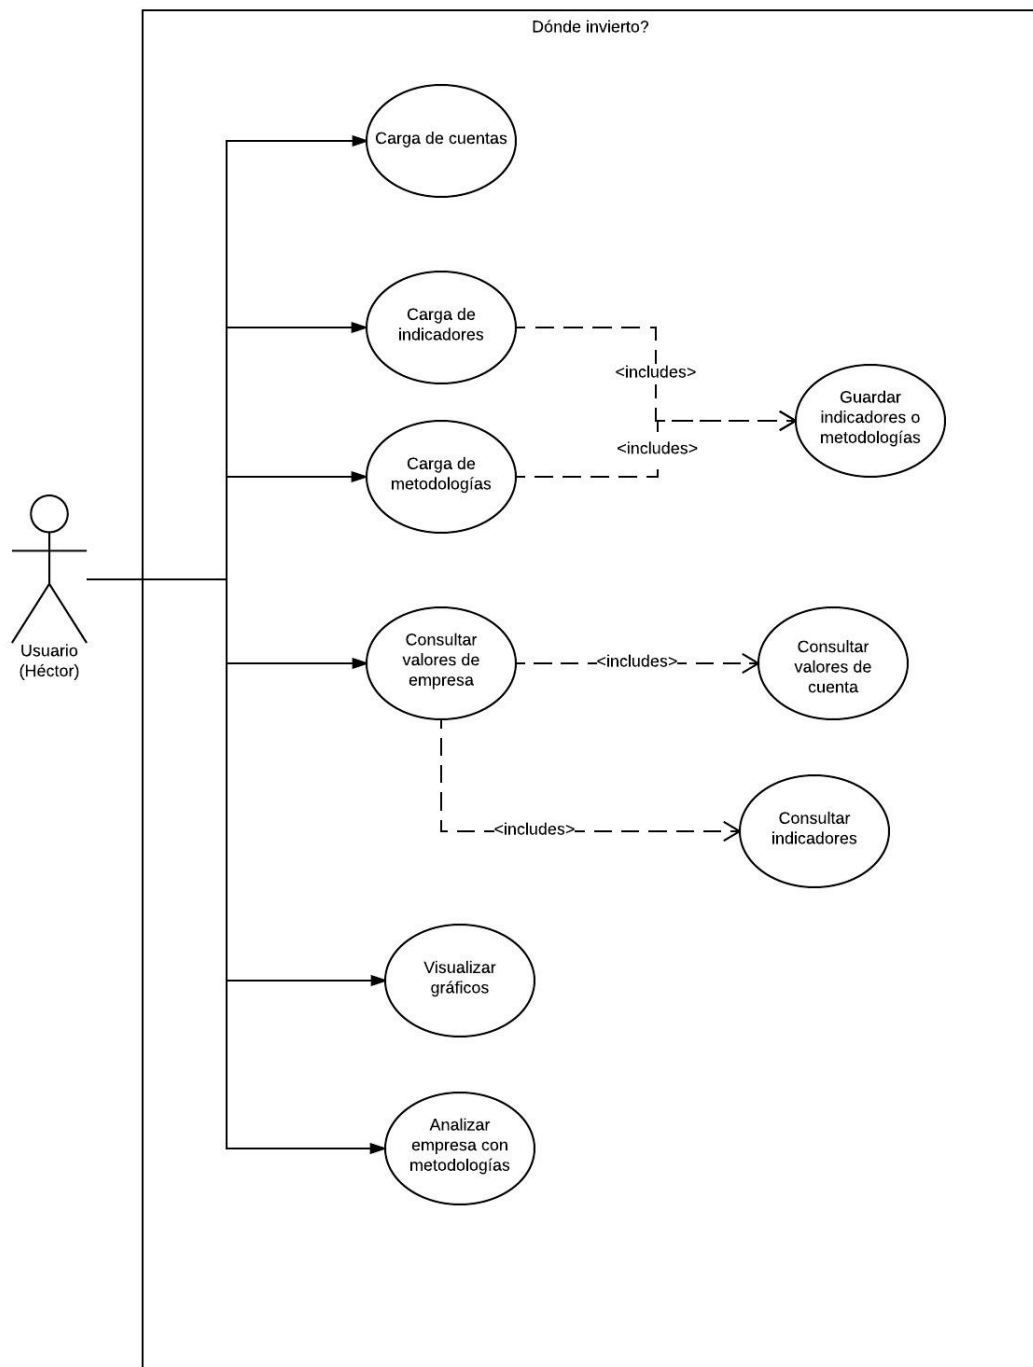 Dónde invierto?
Carga de cuentas
Carga de
indicadores
<includes>
Guardar
indicadores o
metodologías
<includes>
Carga de
metodologías
Usuario
(Héctor)
Consultar
valores de
empresa
<includes>
Consultar
valores de
cuenta
<includes>
Consultar
indicadores
Visualizar
gráficos
Analizar
empresa con
metodologías